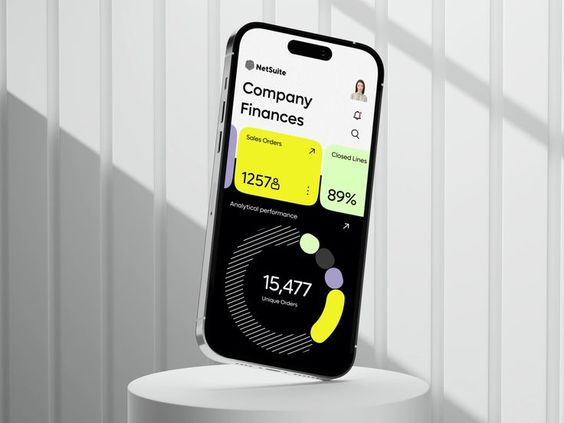 NetSuite
Company
Finances
Sales Orders
1257
Closed Lines
89%
Analytical performance
15,477
Unique Orders